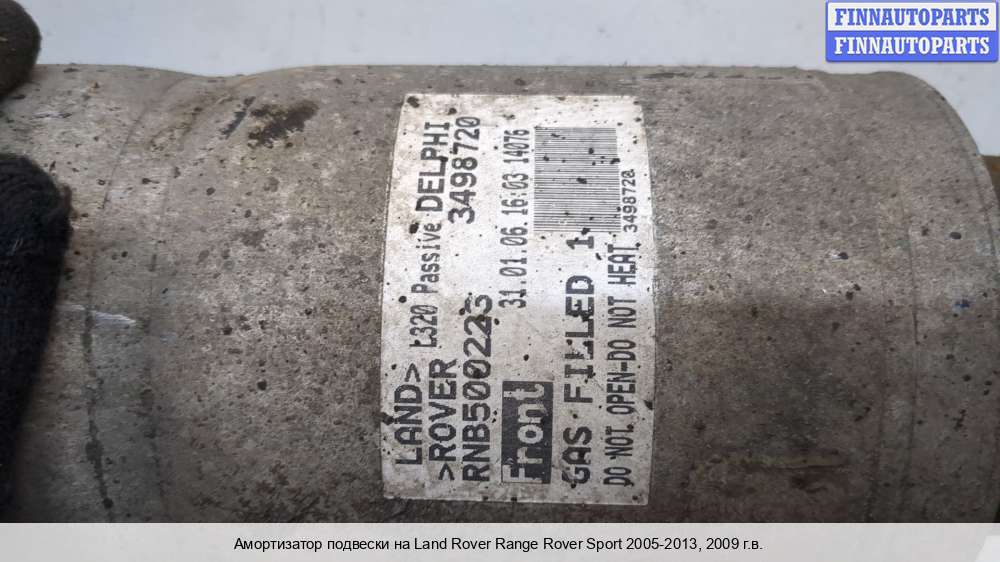 FINNAUTOPARTS
FINNAUTOPARTS
LAND>
>ROVER
L320 Passive
DELPHI
RNB500223
3498720
Front
31.01.06.16:03 14076
GAS FILLED 1
DO NOT OPEN-DO NOT HEAT
3498720
Амортизатор подвески на Land Rover Range Rover Sport 2005-2013, 2009 г.в.